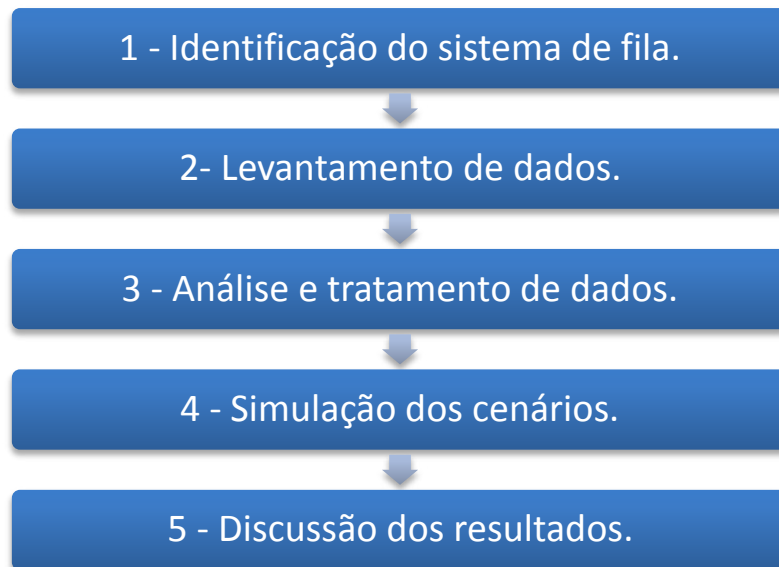 1 - Identificação do sistema de fila.
2- Levantamento de dados.
3 - Análise e tratamento de dados.
4 - Simulação dos cenários.
5 - Discussão dos resultados.